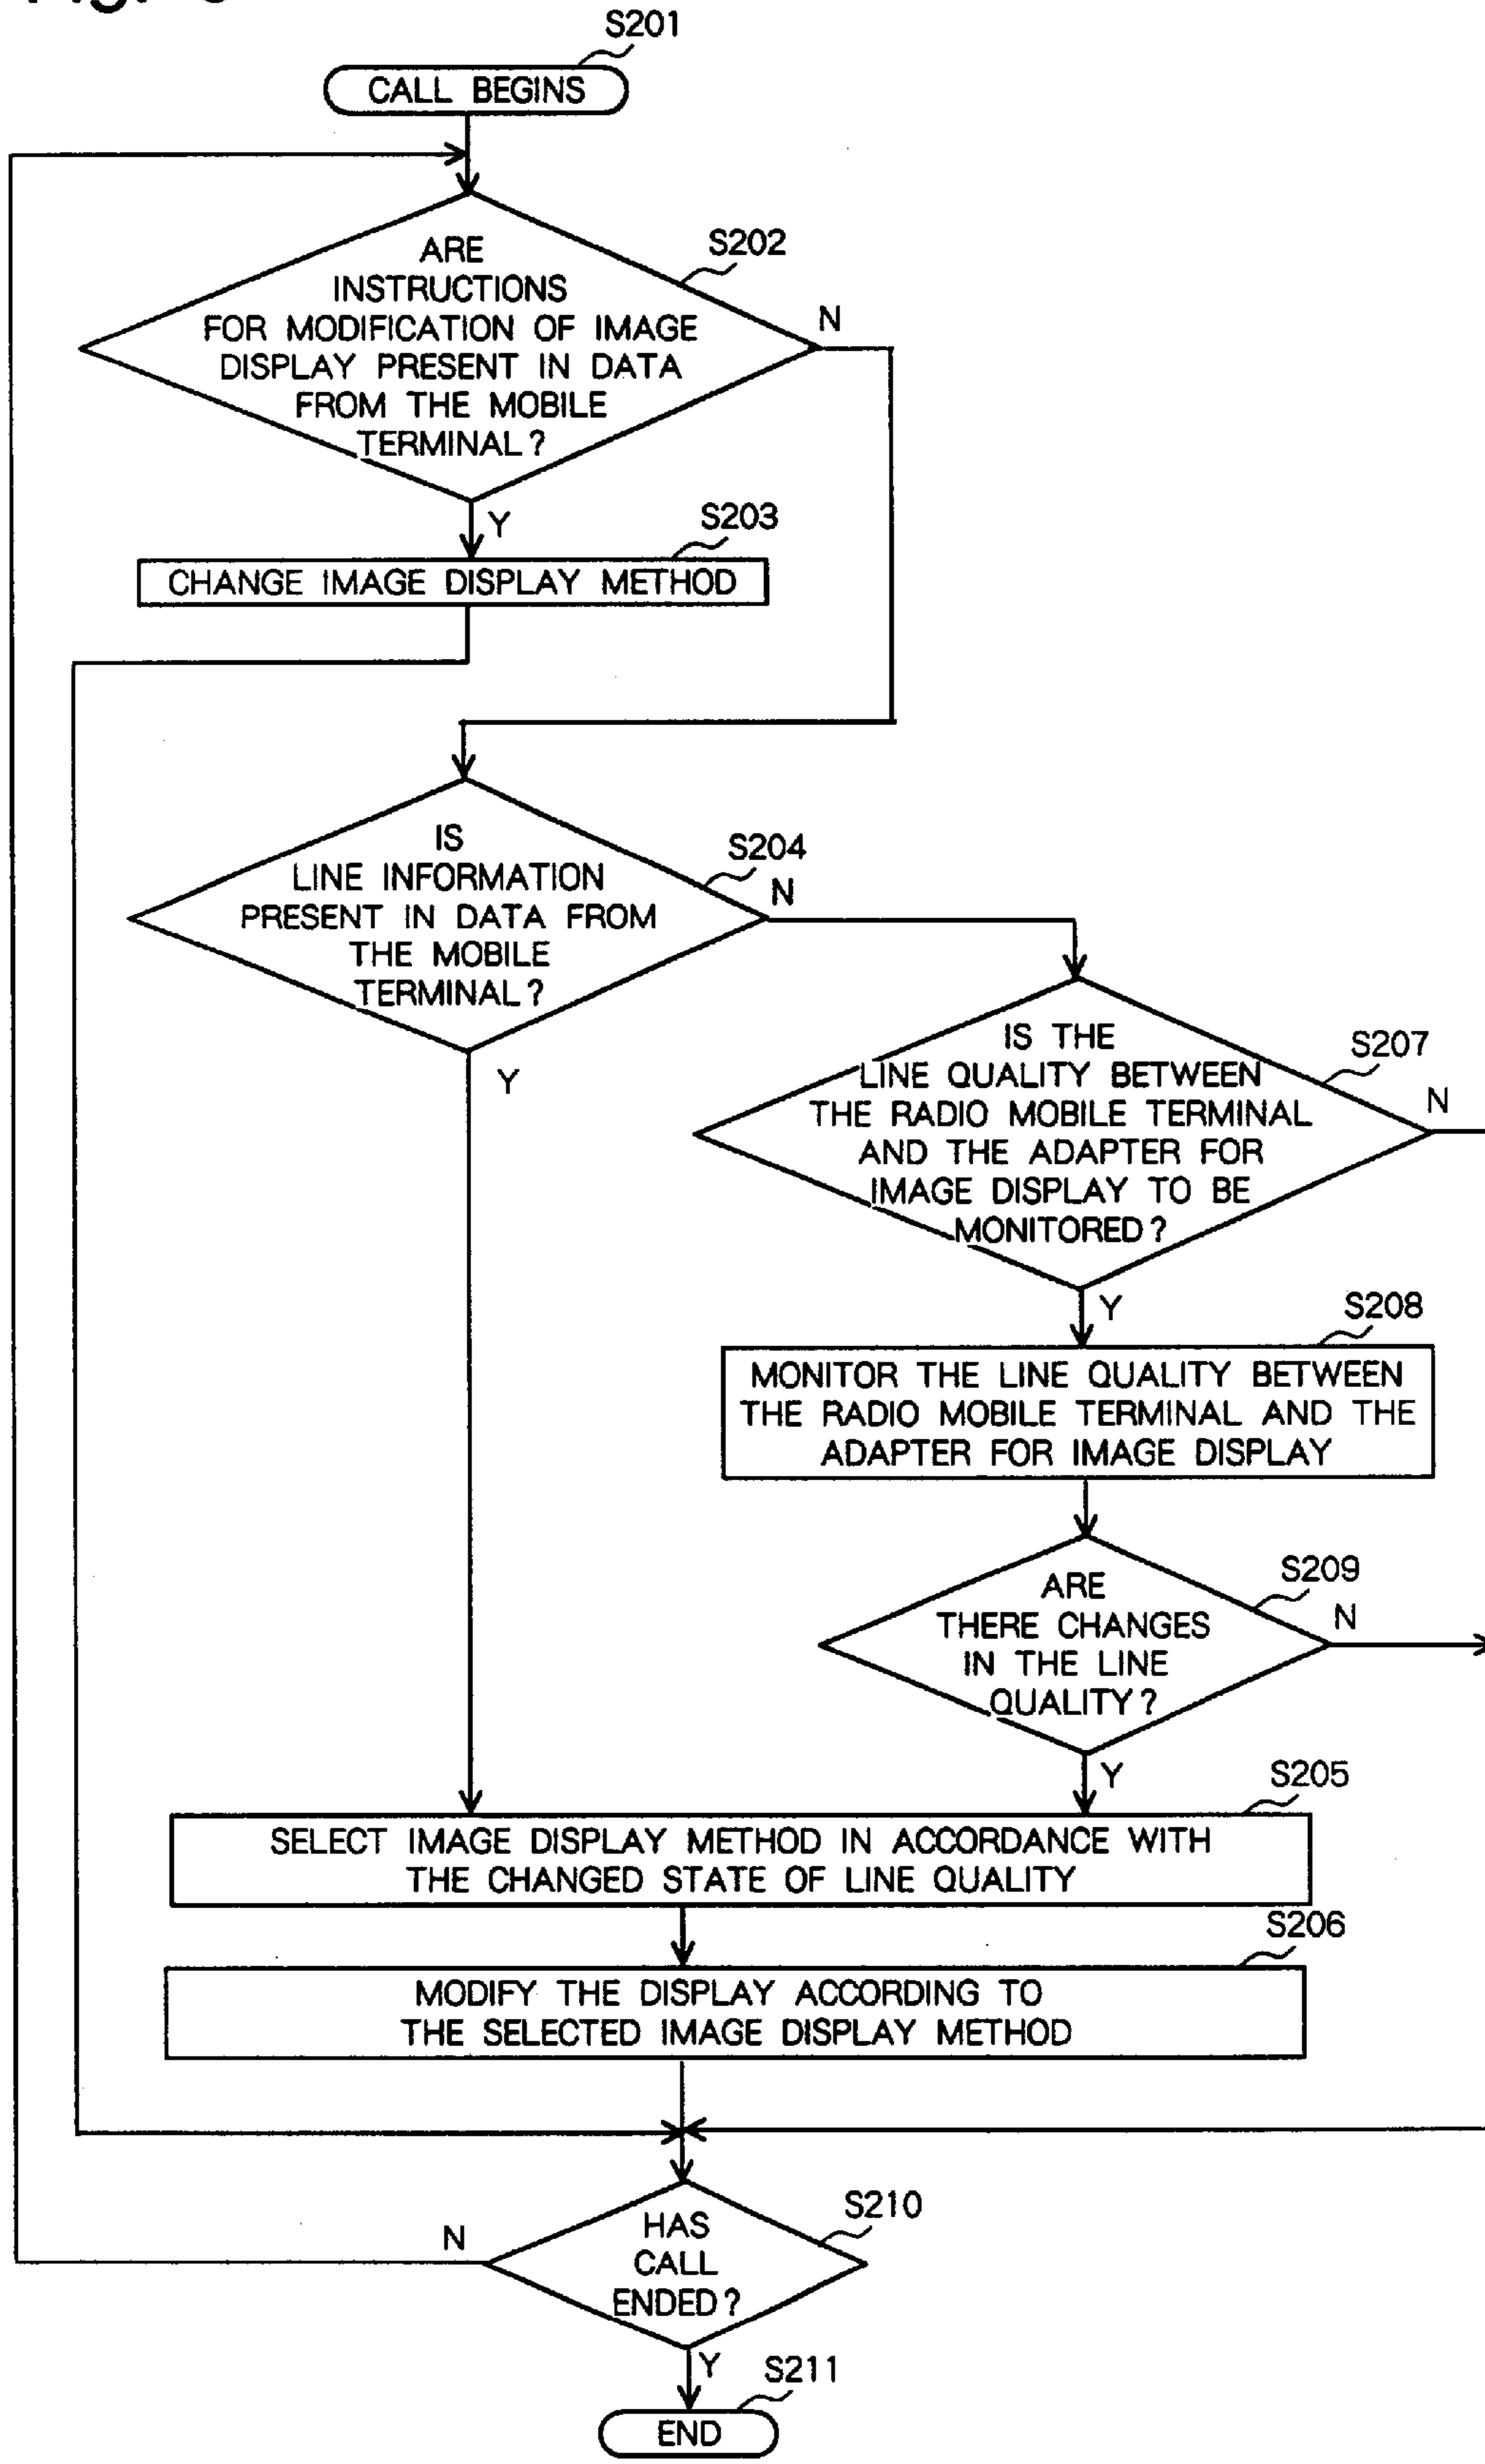 S201
CALL BEGINS
S202
ARE
INSTRUCTIONS
FOR MODIFICATION OF IMAGE
DISPLAY PRESENT IN DATA
FROM THE MOBILE
TERMINAL?
N
Y
S203
CHANGE IMAGE DISPLAY METHOD
S204
IS
LINE INFORMATION
PRESENT IN DATA FROM
THE MOBILE
TERMINAL?
N
Y
S207
IS THE
LINE QUALITY BETWEEN
THE RADIO MOBILE TERMINAL
AND THE ADAPTER FOR
IMAGE DISPLAY TO BE
MONITORED?
N
Y
S208
MONITOR THE LINE QUALITY BETWEEN
THE RADIO MOBILE TERMINAL AND THE
ADAPTER FOR IMAGE DISPLAY
S209
ARE
THERE CHANGES
IN THE LINE
QUALITY?
N
Y
S205
SELECT IMAGE DISPLAY METHOD IN ACCORDANCE WITH
THE CHANGED STATE OF LINE QUALITY
S206
MODIFY THE DISPLAY ACCORDING TO
THE SELECTED IMAGE DISPLAY METHOD
S210
HAS
CALL
ENDED?
N
Y
S211
END